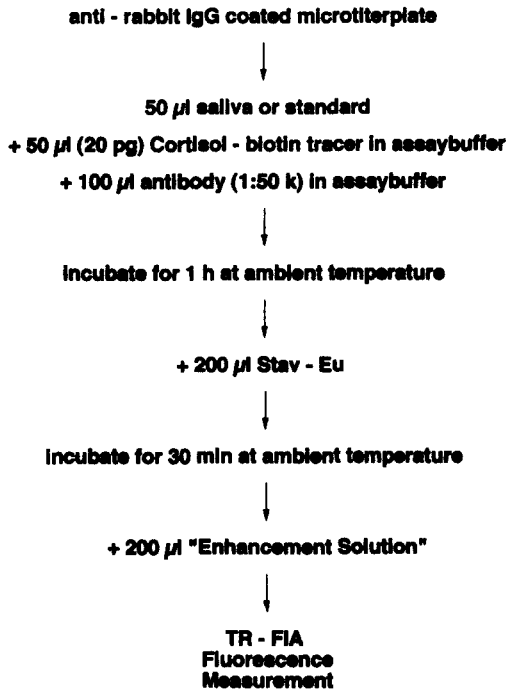 anti - rabbit IgG coated microtiterplate
50 µl saliva or standard
+ 50 µl (20 pg) Cortisol - biotin tracer in assaybuffer
+ 100 µl antibody (1:50 k) in assaybuffer
incubate for 1 h at ambient temperature
+ 200 µl Stav - Eu
incubate for 30 min at ambient temperature
+ 200 µl "Enhancement Solution"
TR - FIA
Fluorescence
Measurement